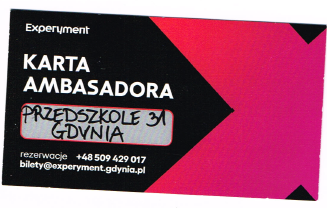 Experyment
KARTA
AMBASADORA
PRZEDSZKOLE 31
GDYNIA
rezerwacje +48 509 429 017
bilety@experyment.gdynia.pl